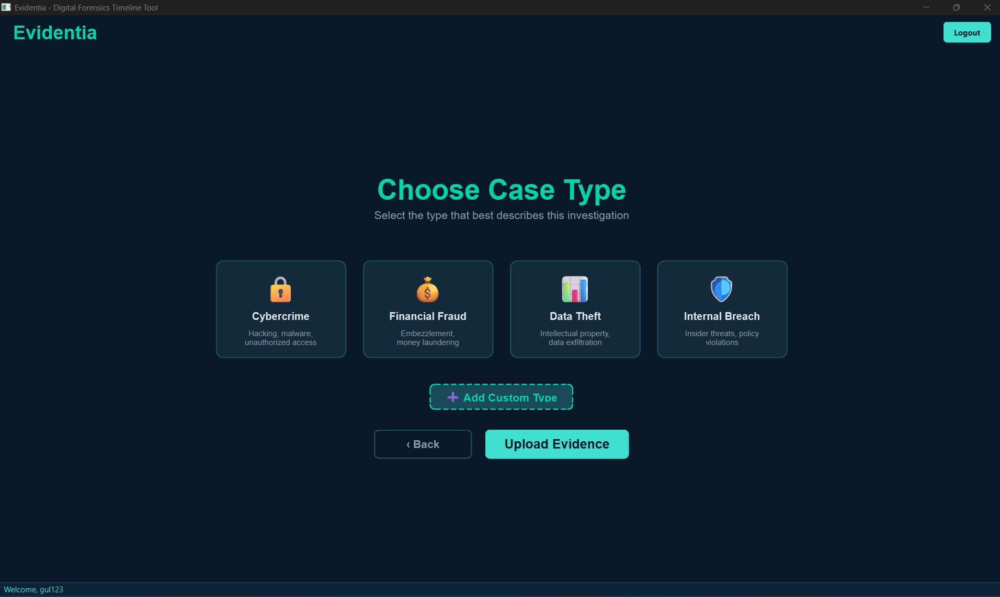 Evidentia - Digital Forensics Timeline Tool
Evidentia
Logout
Choose Case Type
Select the type that best describes this investigation
Cybercrime
Hacking, malware,
unauthorized access
Financial Fraud
Embezzlement,
money laundering
Data Theft
Intellectual property,
data exfiltration
Internal Breach
Insider threats, policy
violations
Add Custom Type
‹ Back
Upload Evidence
Welcome, gul123